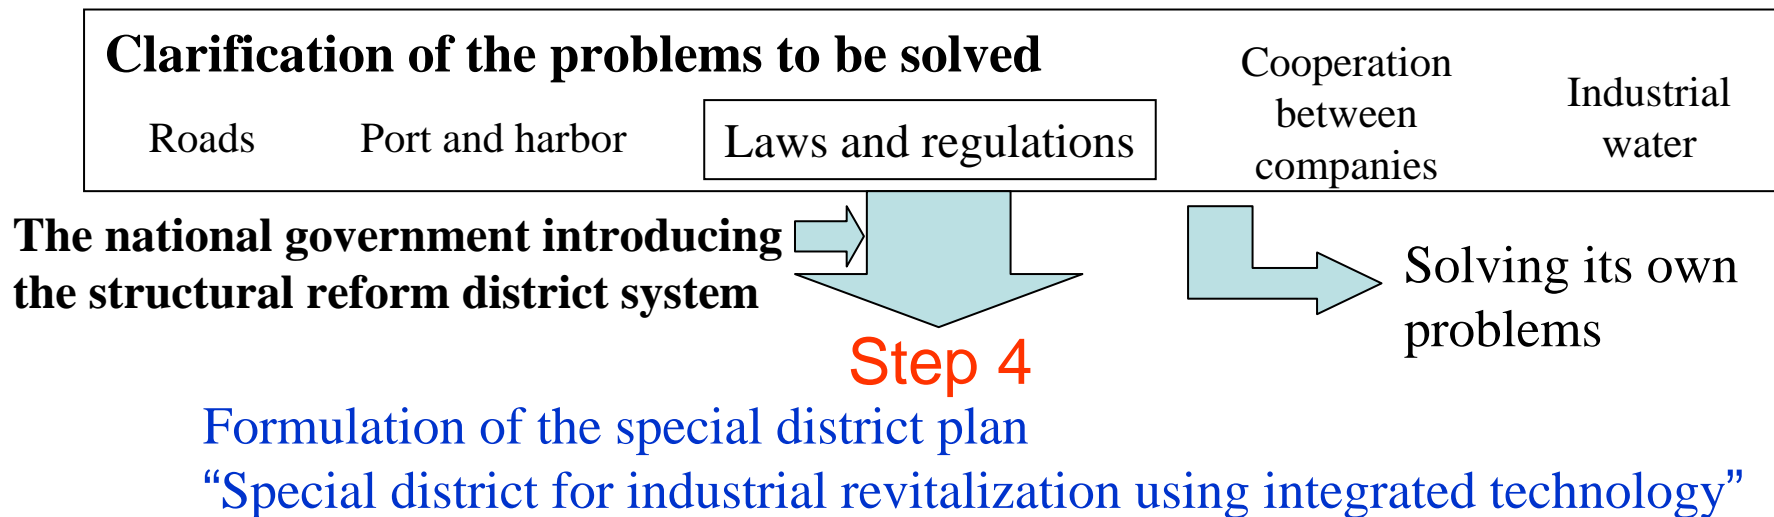 Clarification of the problems to be solved
Roads
Port and harbor
Laws and regulations
Cooperation
between
companies
Industrial
water
The national government introducing
the structural reform district system
Solving its own
problems
Step 4
Formulation of the special district plan
“Special district for industrial revitalization using integrated technology”